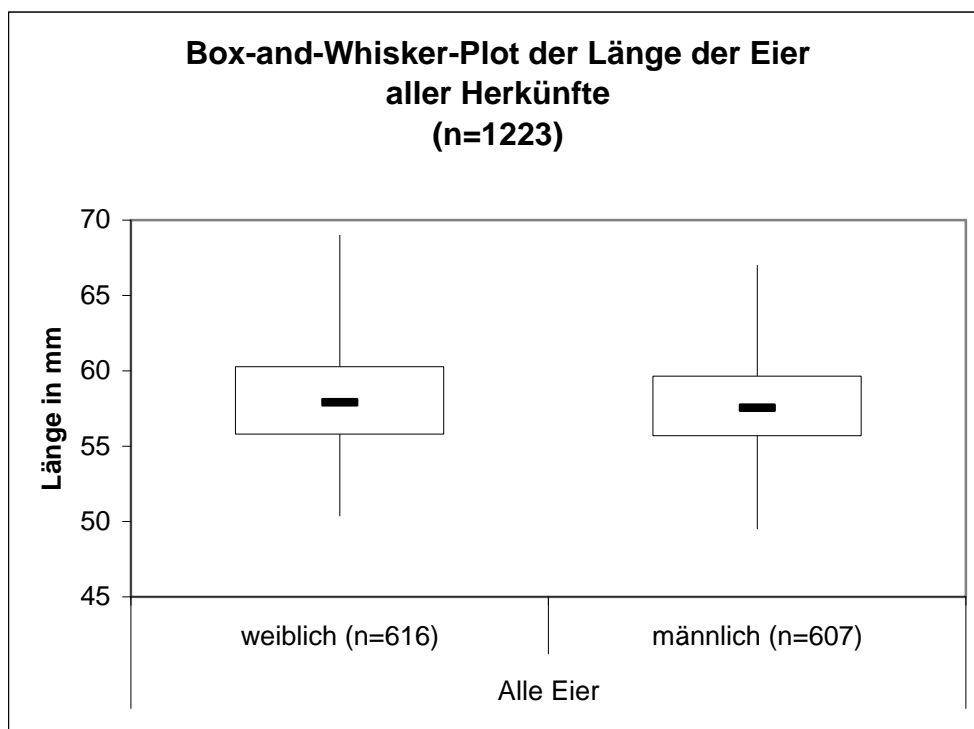 Box-and-Whisker-Plot der Länge der Eier
aller Herkünfte
(n=1223)
Länge in mm
70
65
60
55
50
45
weiblich (n=616)
männlich (n=607)
Alle Eier